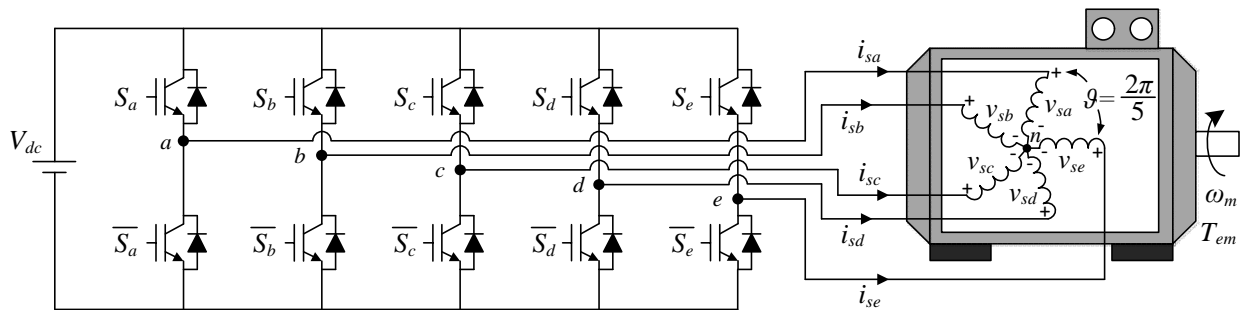 V_dc
S_a S_b S_c S_d S_e
a
b
c
d
e
S̅_a S̅_b S̅_c S̅_d S̅_e
i_sa
i_sb
i_sc
i_sd
i_se
+ v_sa -
+ v_sb -
+ v_sc -
+ v_sd -
- v_se +
n
ϑ= 2π/5
ω_m
T_em